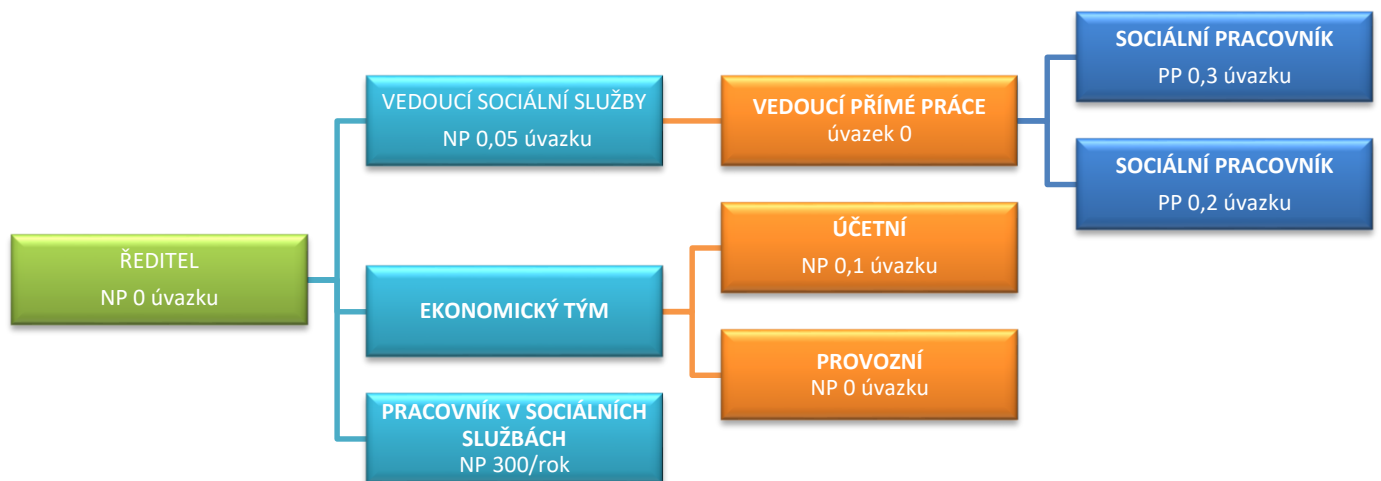 ŘEDITEL
NP 0 úvazku
VEDOUCÍ SOCIÁLNÍ SLUŽBY
NP 0,05 úvazku
VEDOUCÍ PŘÍMÉ PRÁCE
úvazek 0
SOCIÁLNÍ PRACOVNÍK
PP 0,3 úvazku
SOCIÁLNÍ PRACOVNÍK
PP 0,2 úvazku
EKONOMICKÝ TÝM
ÚČETNÍ
NP 0,1 úvazku
PROVOZNÍ
NP 0 úvazku
PRACOVNÍK V SOCIÁLNÍCH
SLUŽBÁCH
NP 300/rok